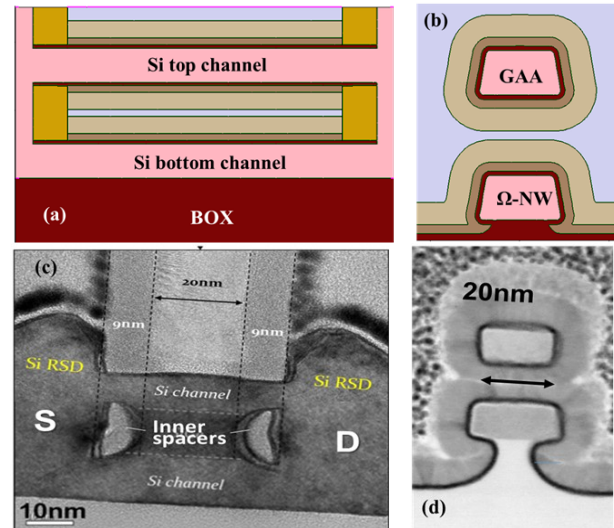 Si top channel
Si bottom channel
(a)
BOX
(b)
GAA
Ω-NW
(c)
20nm
9nm
9nm
Si RSD
Si RSD
Si channel
S
Inner
spacers
D
Si channel
10nm
20nm
(d)